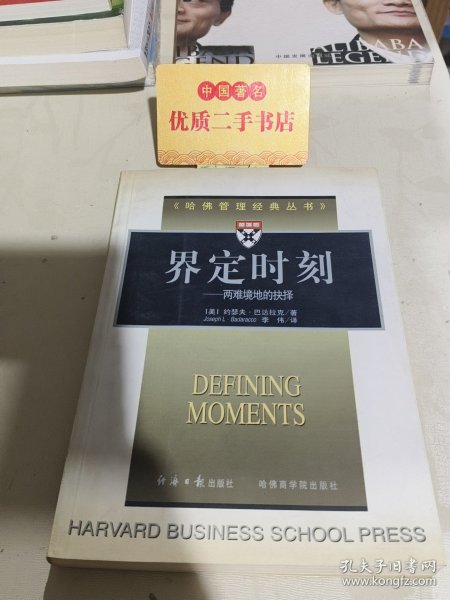 ALIBABA
LEGEND
中国著名
优质二手书店
《哈佛管理经典丛书》
界定时刻
——两难境地的抉择
[美] 约瑟夫·巴达拉克/著
Joseph L·Badaracco 李 伟/译
DEFINING
MOMENTS
经济日报出版社 哈佛商学院出版社
HARVARD BUSINESS SCHOOL PRESS
孔夫子旧书网
www.kongfz.com